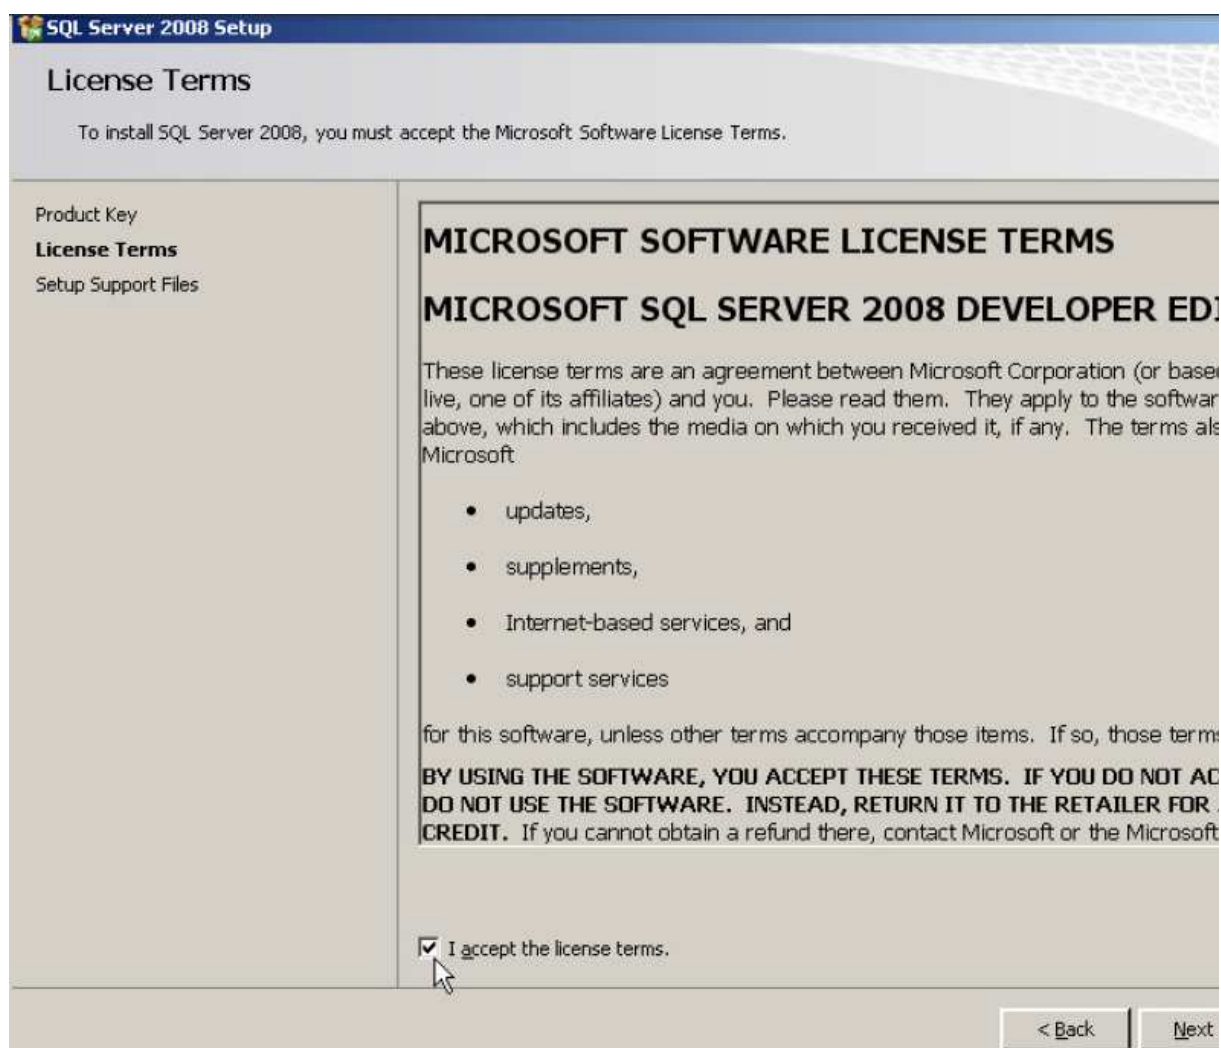 SQL Server 2008 Setup
License Terms
To install SQL Server 2008, you must accept the Microsoft Software License Terms.
Product Key
License Terms
Setup Support Files
MICROSOFT SOFTWARE LICENSE TERMS
MICROSOFT SQL SERVER 2008 DEVELOPER EDI
These license terms are an agreement between Microsoft Corporation (or based
live, one of its affiliates) and you. Please read them. They apply to the softwar
above, which includes the media on which you received it, if any. The terms als
Microsoft
• updates,
• supplements,
• Internet-based services, and
• support services
for this software, unless other terms accompany those items. If so, those terms
BY USING THE SOFTWARE, YOU ACCEPT THESE TERMS. IF YOU DO NOT AC
DO NOT USE THE SOFTWARE. INSTEAD, RETURN IT TO THE RETAILER FOR
CREDIT. If you cannot obtain a refund there, contact Microsoft or the Microsoft
I accept the license terms.
< Back
Next